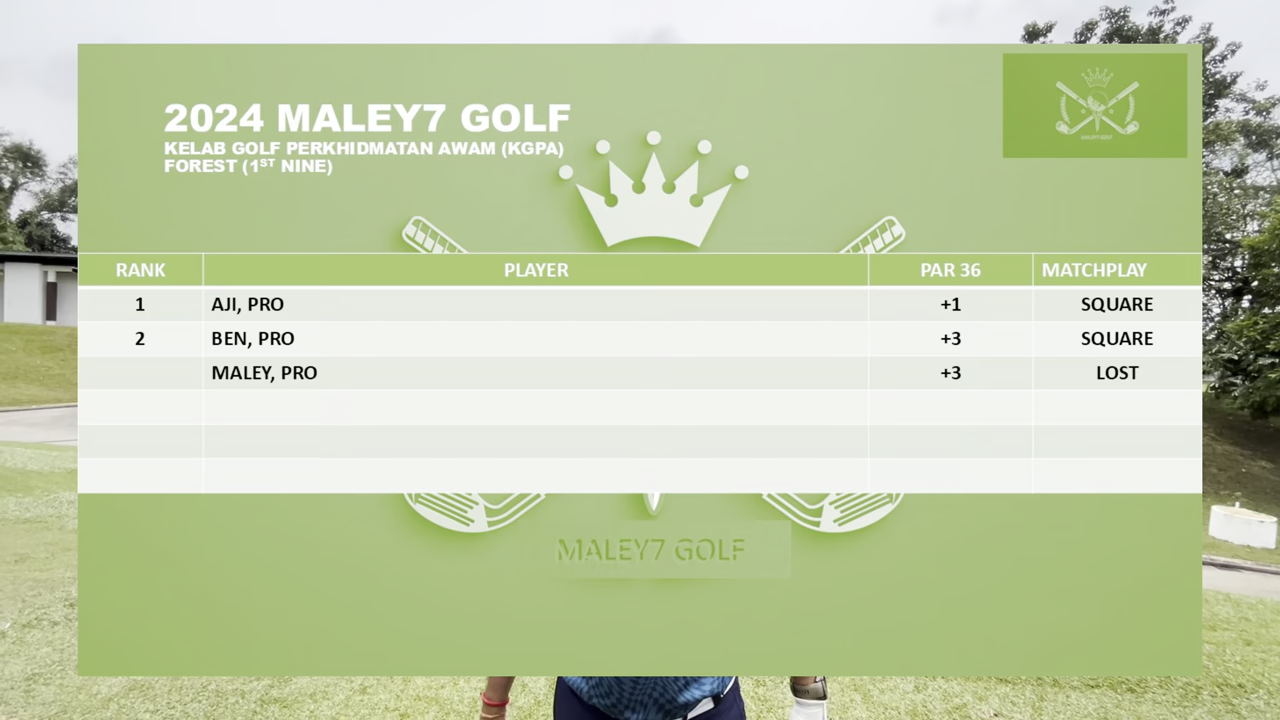 2024 MALEY7 GOLF
KELAB GOLF PERKHIDMATAN AWAM (KGPA)
FOREST (1ST NINE)
RANK PLAYER PAR 36 MATCHPLAY
1 AJI, PRO +1 SQUARE
2 BEN, PRO +3 SQUARE
MALEY, PRO +3 LOST
MALEY7 GOLF